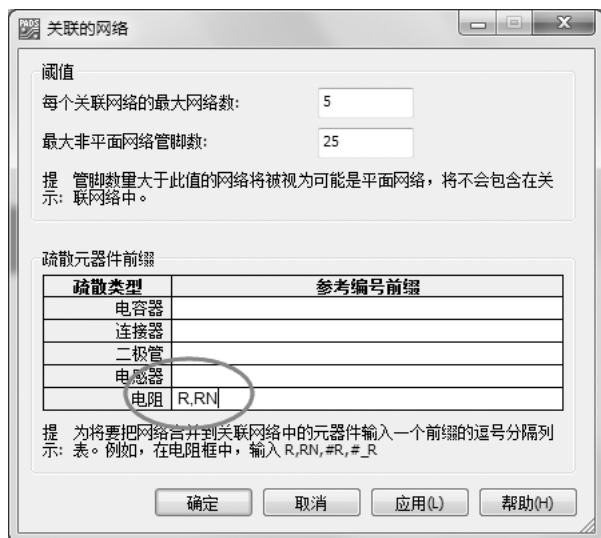 PADS 关联的网络
阈值
每个关联网络的最大网络数: 5
最大非平面网络管脚数: 25
提 管脚数里大于此值的网络将被视为可能是平面网络，将不会包含在关
示: 联网络中。
疏散元器件前缀
疏散类型 参考编号前缀
电容器
连接器
二极管
电感器
电阻 R,RN
提 为将要把网络合并到关联网络中的元器件输入一个前缀的逗号分隔列
示: 表。例如，在电阻框中，输入 R,RN,#R,#_R
确定 取消 应用(L) 帮助(H)